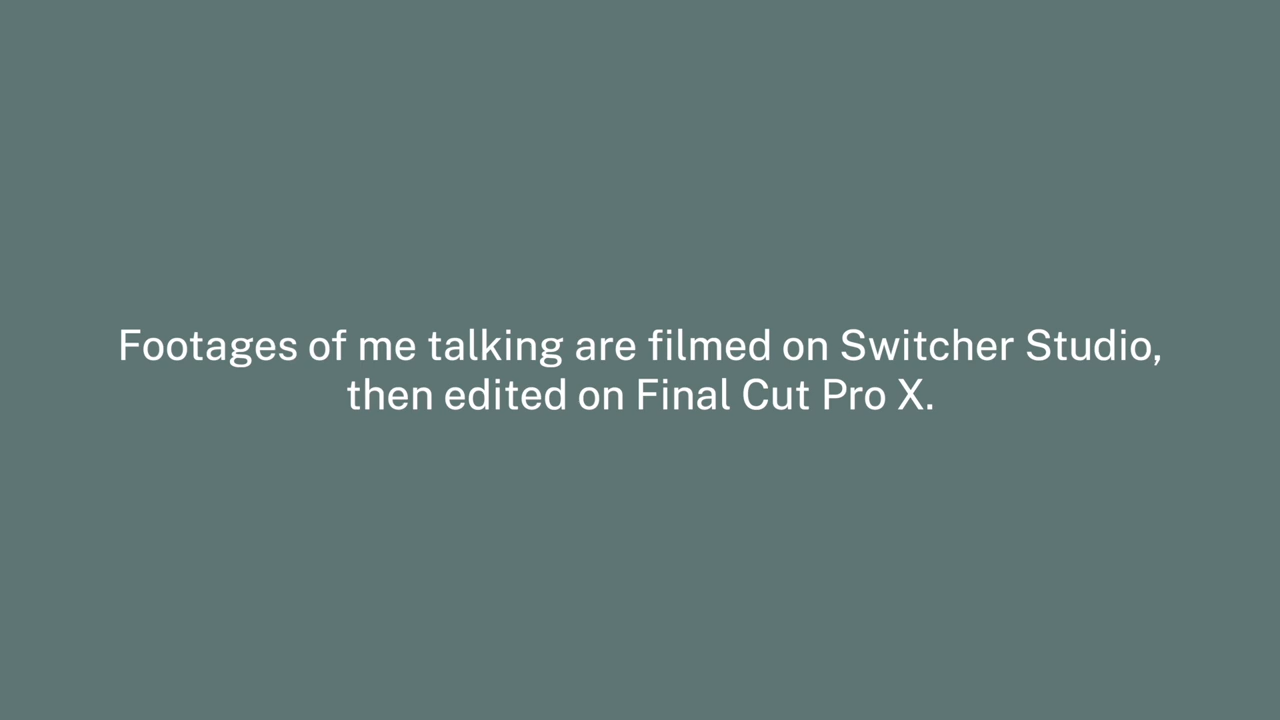 Footages of me talking are filmed on Switcher Studio,
then edited on Final Cut Pro X.